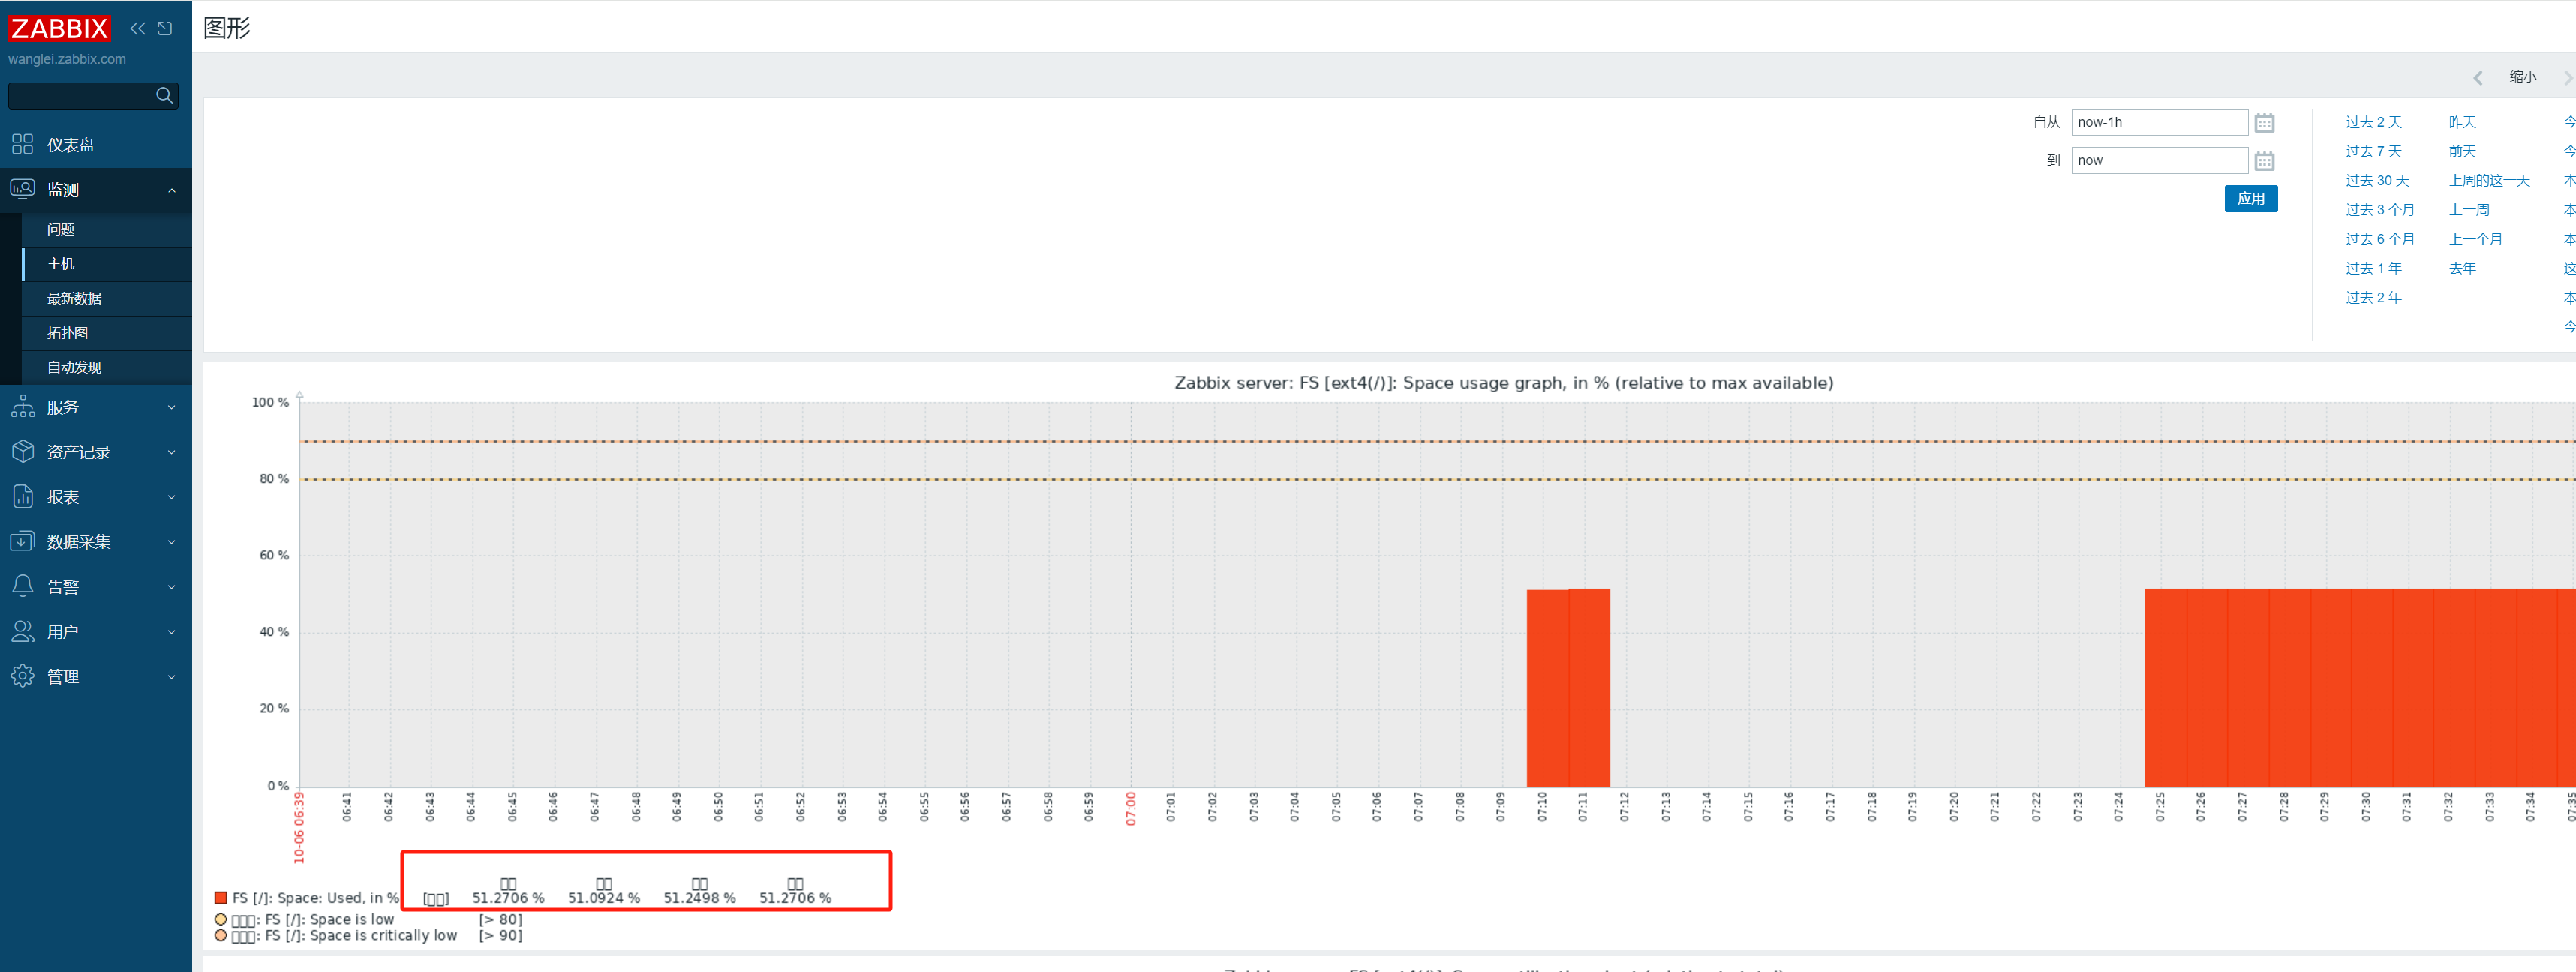 ZABBIX
wanglei.zabbix.com
仪表盘
监测
问题
主机
最新数据
拓扑图
自动发现
服务
资产记录
报表
数据采集
告警
用户
管理
图形
缩小
自从 now-1h
到 now
应用
过去 2 天 昨天
过去 7 天 前天
过去 30 天 上周的这一天
过去 3 个月 上一周
过去 6 个月 上一个月
过去 1 年 去年
过去 2 年
Zabbix server: FS [ext4(/)]: Space usage graph, in % (relative to max available)
100 %
80 %
60 %
40 %
20 %
0 %
10-06 06:39 06:41 06:42 06:43 06:44 06:45 06:46 06:47 06:48 06:49 06:50 06:51 06:52 06:53 06:54 06:55 06:56 06:57 06:58 06:59 07:00 07:01 07:02 07:03 07:04 07:05 07:06 07:07 07:08 07:09 07:10 07:11 07:12 07:13 07:14 07:15 07:16 07:17 07:18 07:19 07:20 07:21 07:22 07:23 07:24 07:25 07:26 07:27 07:28 07:29 07:30 07:31 07:32 07:33 07:34 07:35
FS [/]: Space: Used, in % 51.2706 % 51.0924 % 51.2498 % 51.2706 %
: FS [/]: Space is low [> 80]
: FS [/]: Space is critically low [> 90]